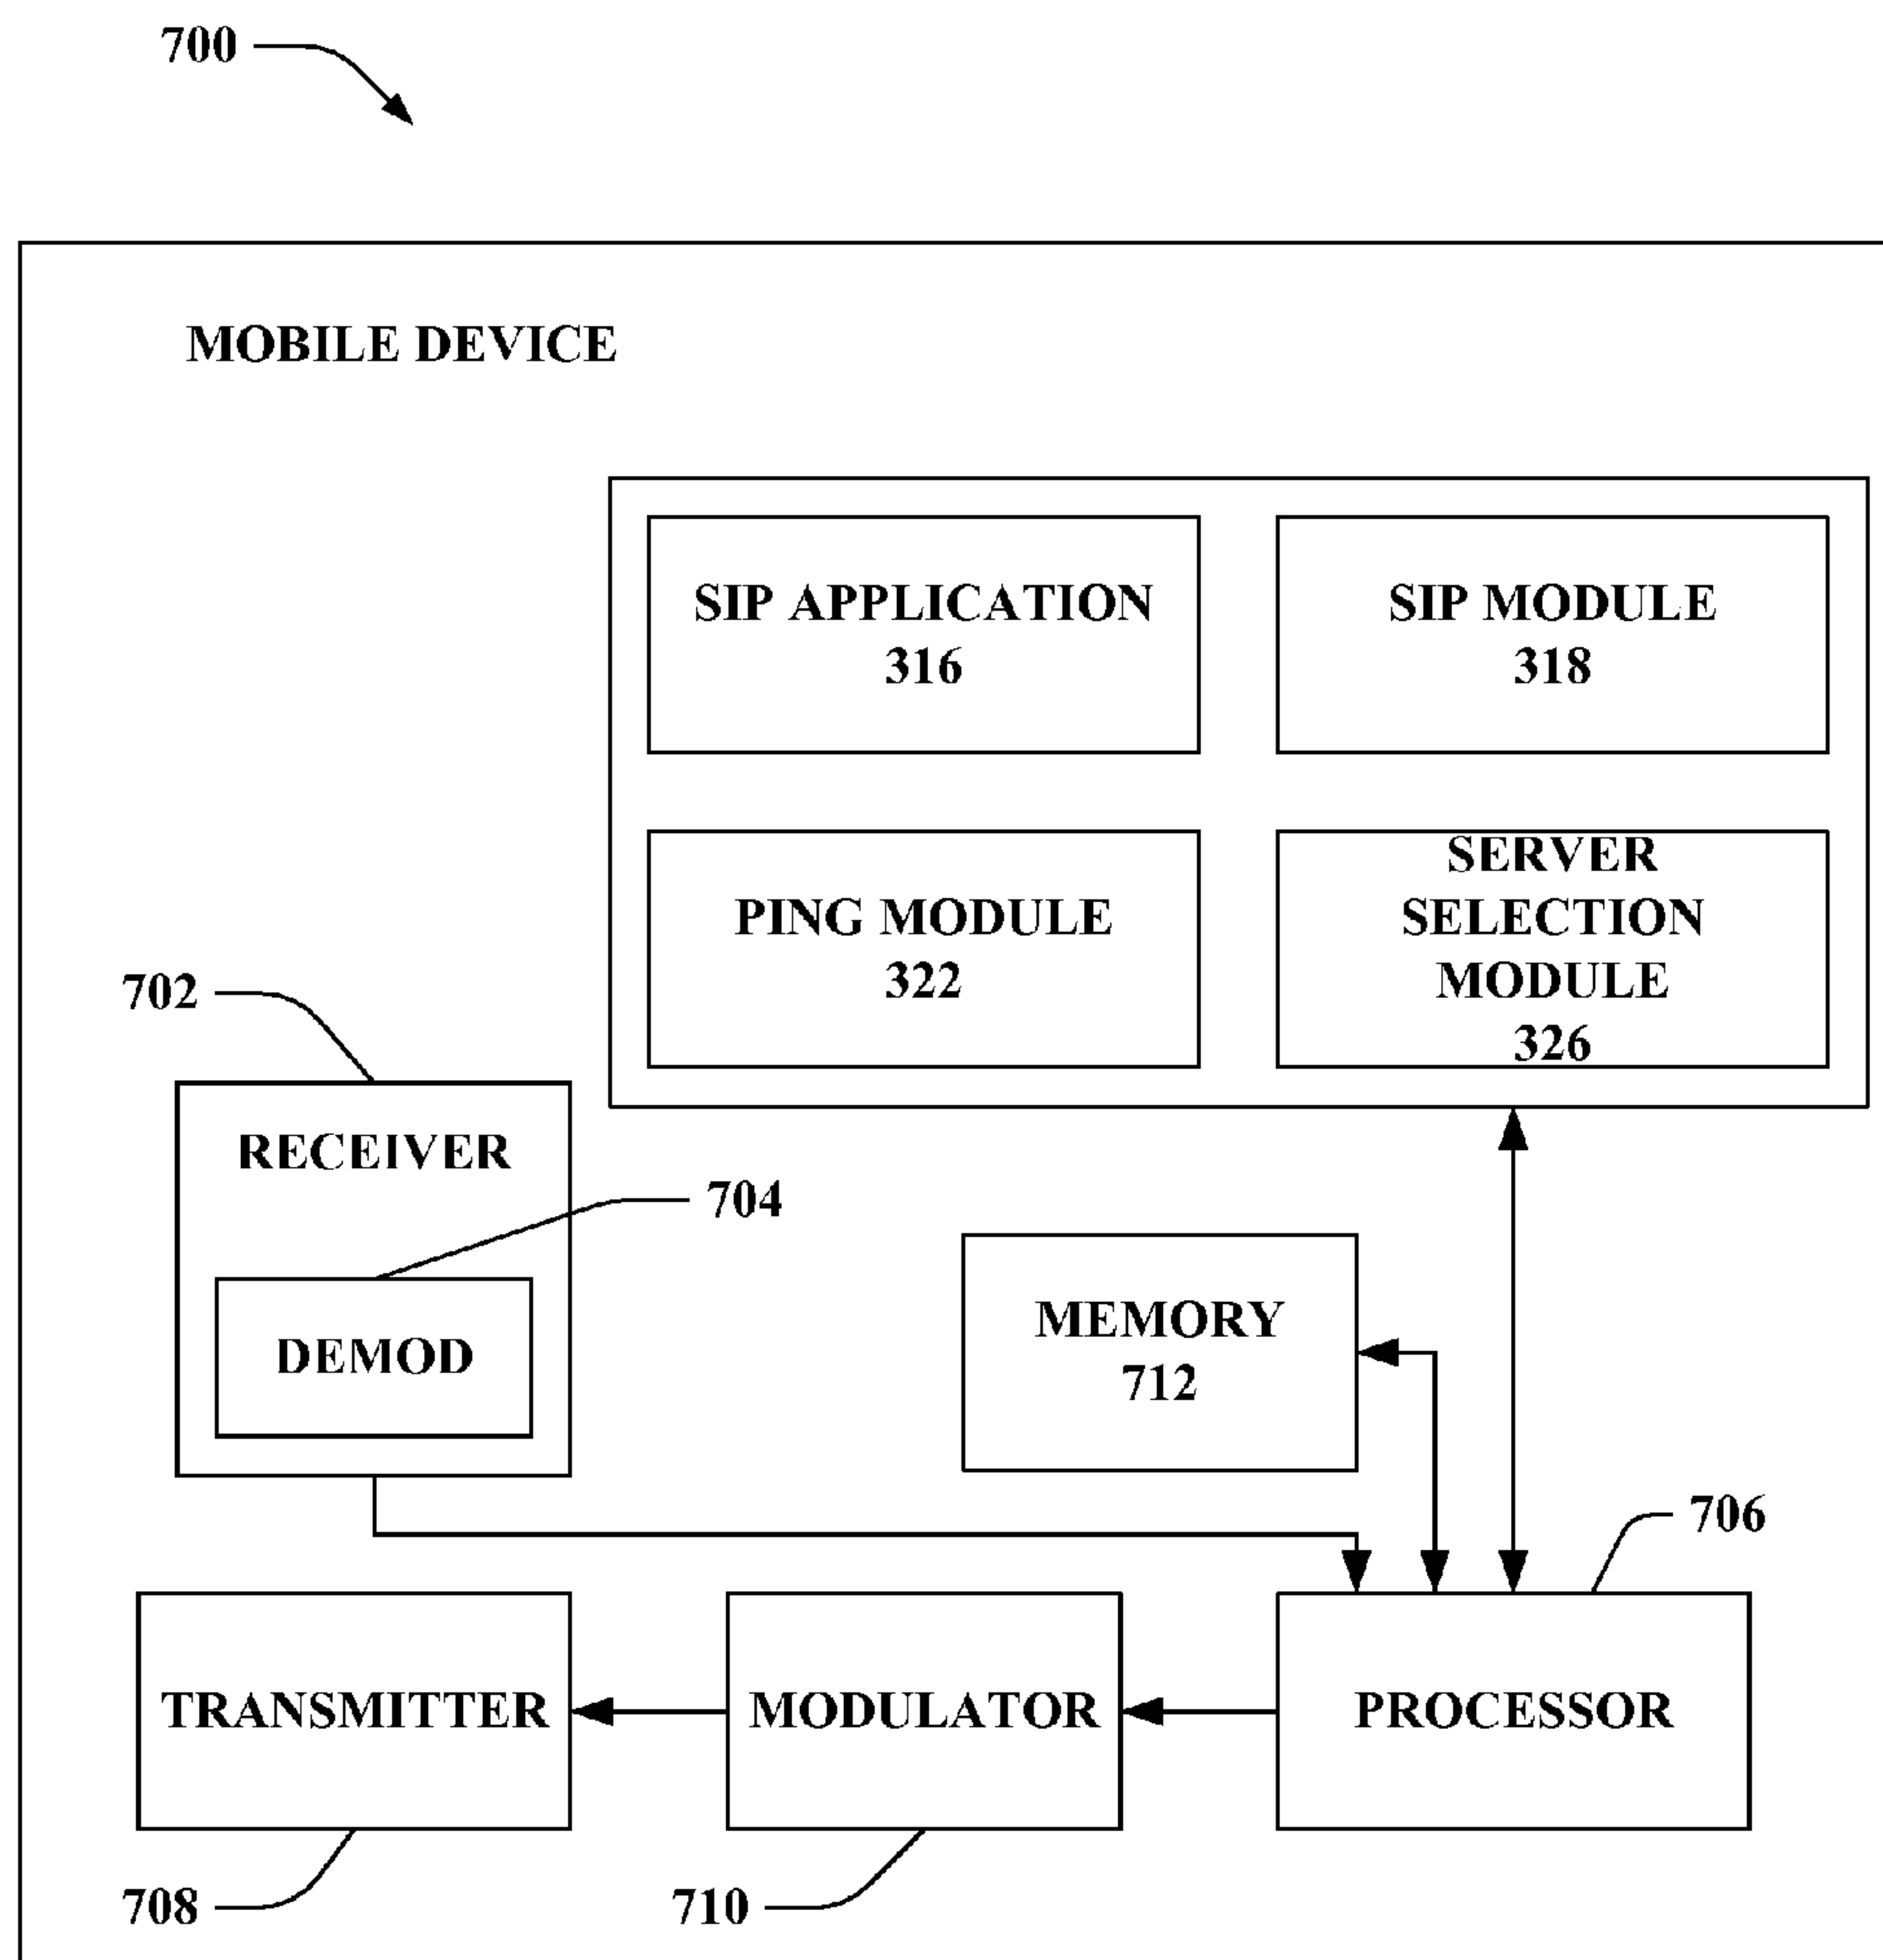 700
MOBILE DEVICE
SIP APPLICATION
316
SIP MODULE
318
PING MODULE
322
SERVER
SELECTION
MODULE
326
702
RECEIVER
704
DEMOD
MEMORY
712
706
TRANSMITTER
MODULATOR
PROCESSOR
708
710